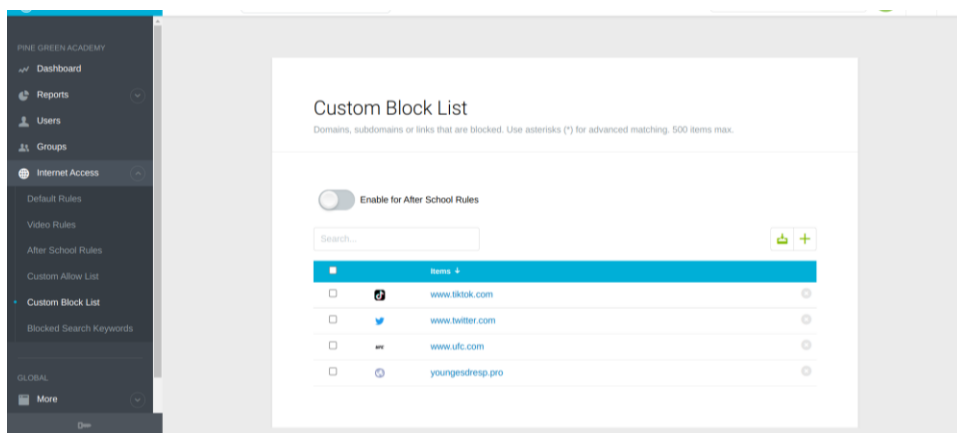 PINE GREEN ACADEMY
Dashboard
Reports
Users
Groups
Internet Access
Default Rules
Video Rules
After School Rules
Custom Allow List
Custom Block List
Blocked Search Keywords
GLOBAL
More
Custom Block List
Domains, subdomains or links that are blocked. Use asterisks (*) for advanced matching. 500 items max.
Enable for After School Rules
Search...
Items
www.tiktok.com
www.twitter.com
UFC www.ufc.com
youngesdresp.pro